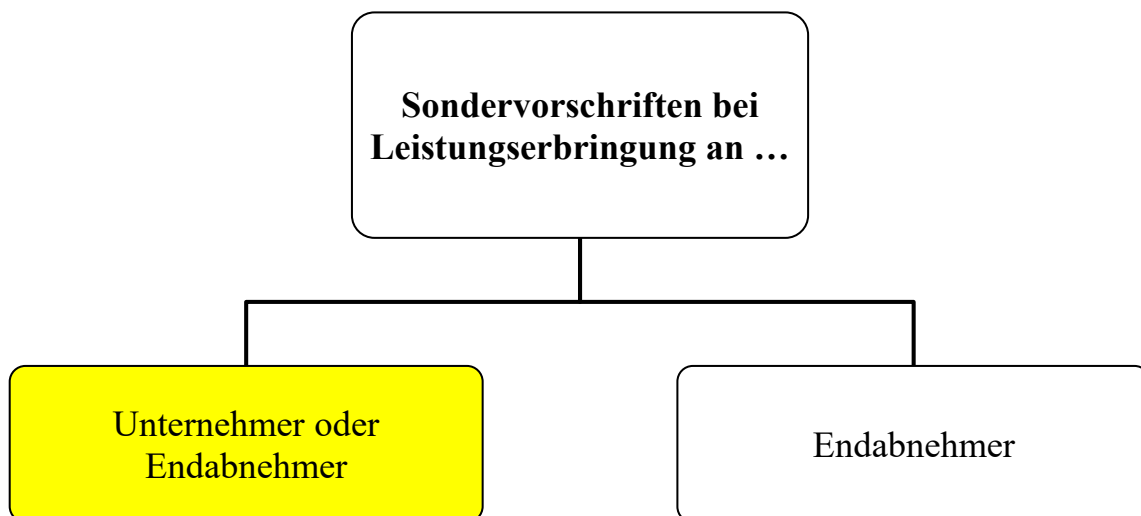 Sondervorschriften bei
Leistungserbringung an …
Unternehmer oder
Endabnehmer
Endabnehmer